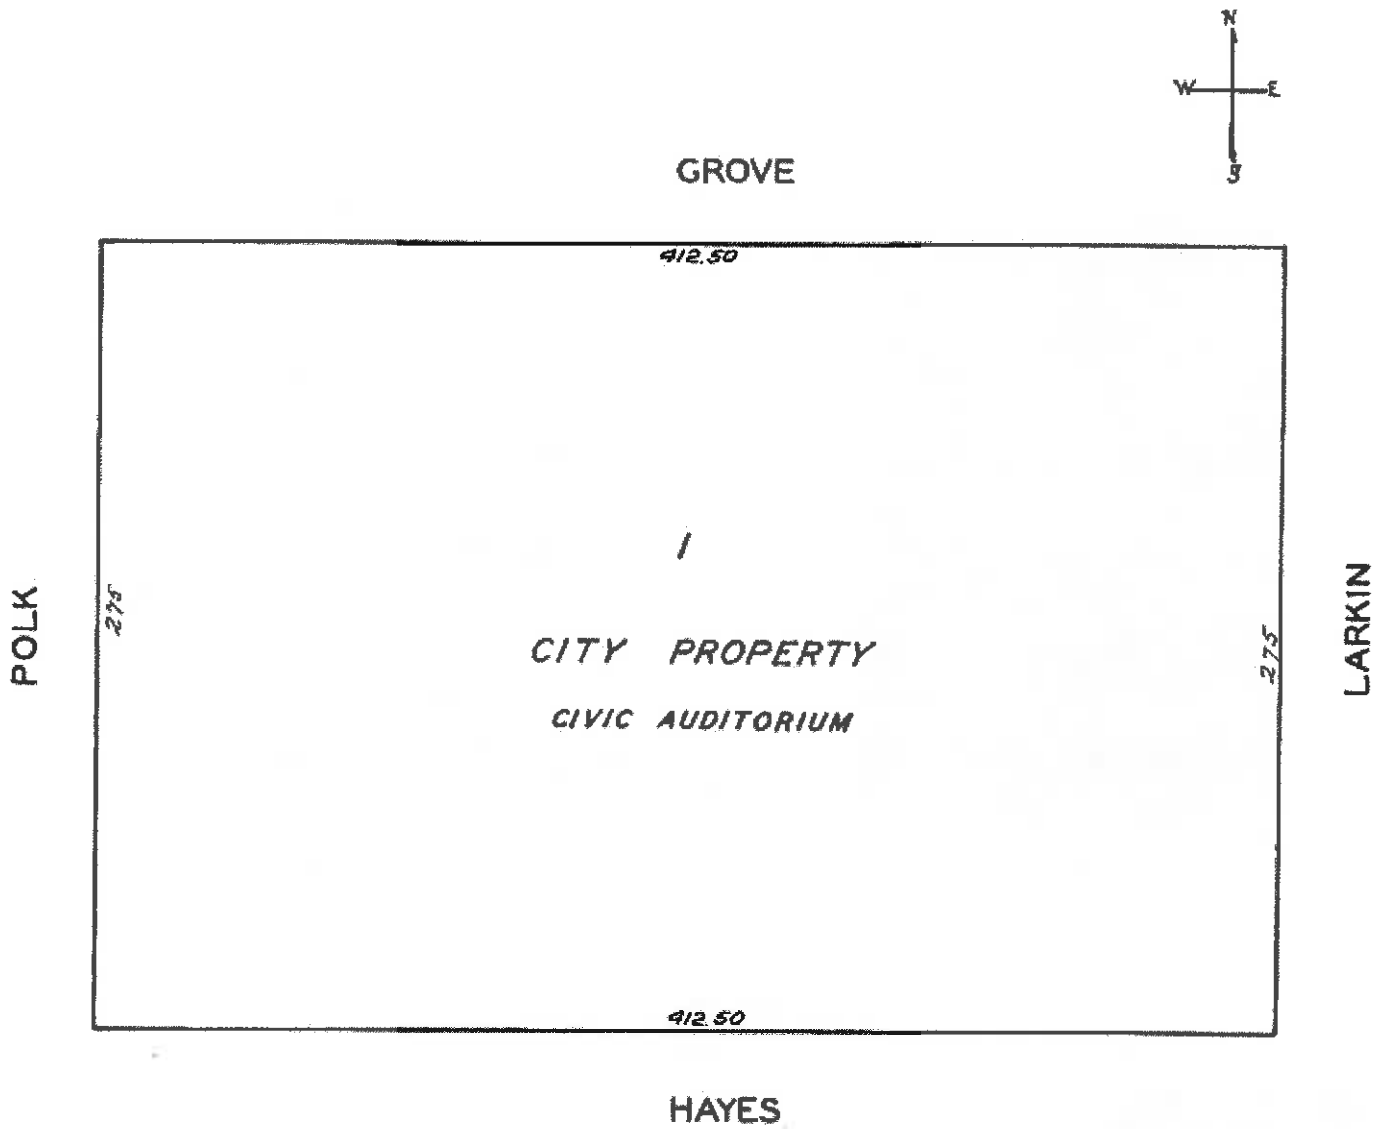 N
W E
S
GROVE
412.50
POLK
275
1
CITY PROPERTY
CIVIC AUDITORIUM
275
LARKIN
412.50
HAYES